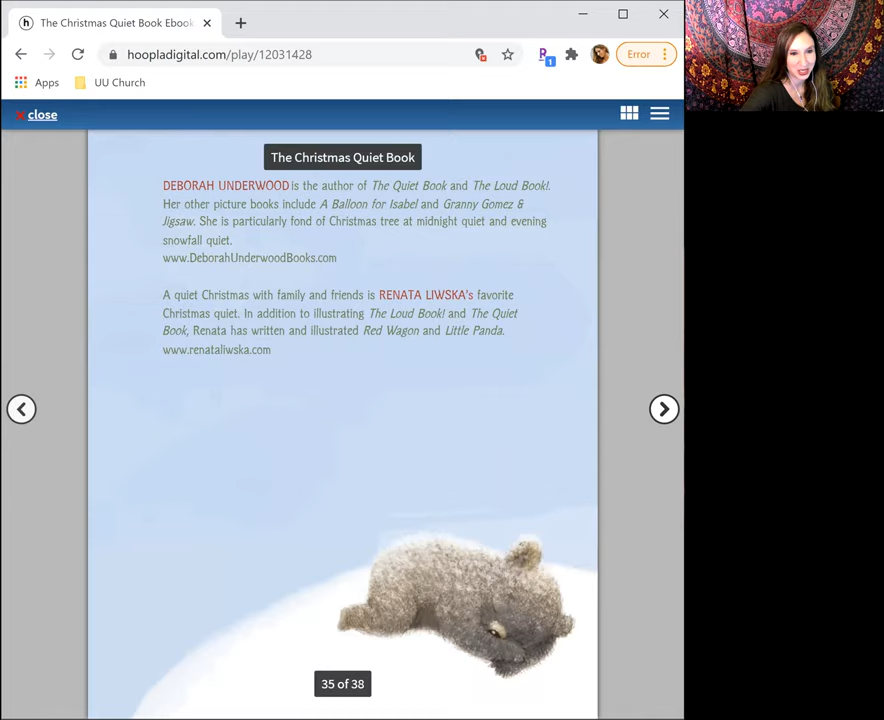 The Christmas Quiet Book Ebook
hoopladigital.com/play/12031428
R
1
Error
Apps
UU Church
close
The Christmas Quiet Book
DEBORAH UNDERWOOD is the author of The Quiet Book and The Loud Book!.
Her other picture books include A Balloon for Isabel and Granny Gomez &
Jigsaw. She is particularly fond of Christmas tree at midnight quiet and evening
snowfall quiet.
www.DeborahUnderwoodBooks.com
A quiet Christmas with family and friends is RENATA LIWSKA's favorite
Christmas quiet. In addition to illustrating The Loud Book! and The Quiet
Book, Renata has written and illustrated Red Wagon and Little Panda.
www.renataliwska.com
35 of 38